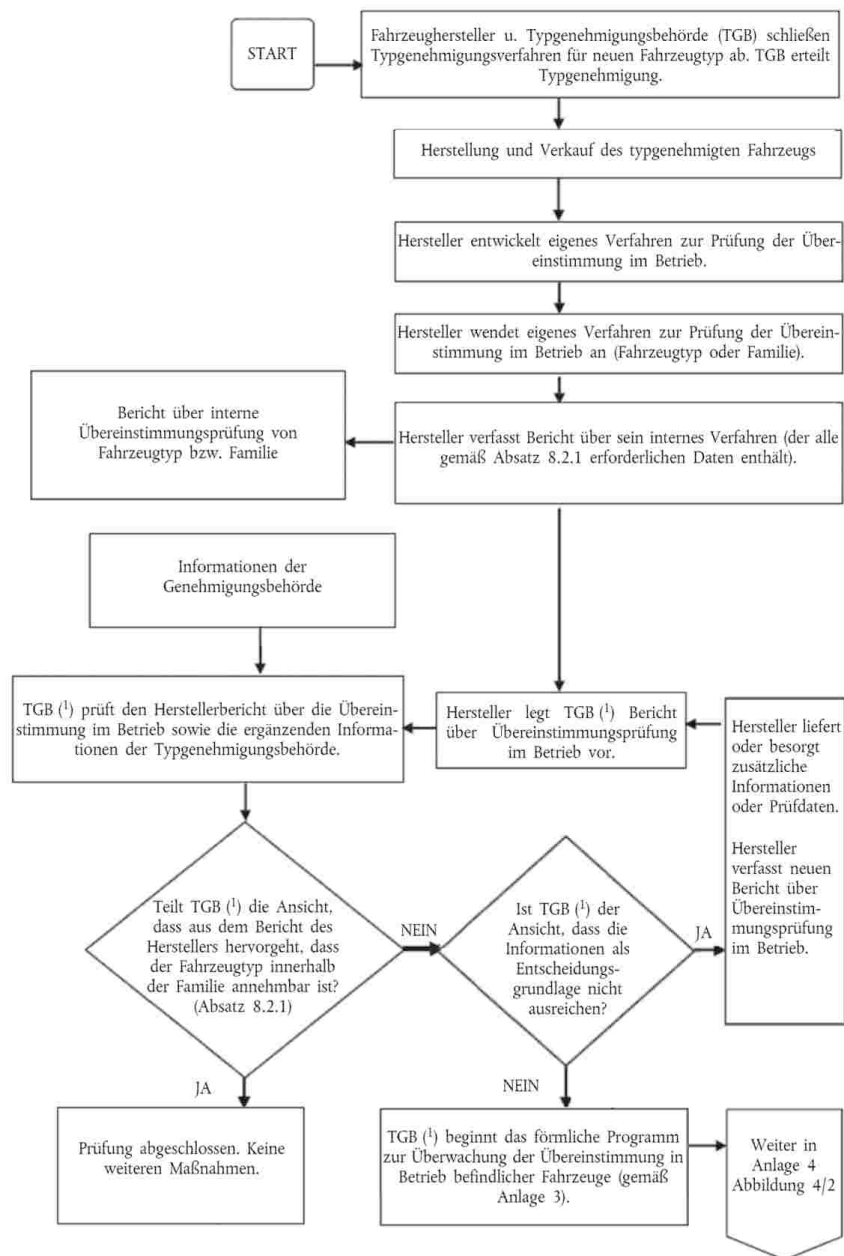 START
Fahrzeughersteller u. Typgenehmigungsbehörde (TGB) schließen
Typgenehmigungsverfahren für neuen Fahrzeugtyp ab. TGB erteilt
Typgenehmigung.
Herstellung und Verkauf des typgenehmigten Fahrzeugs
Hersteller entwickelt eigenes Verfahren zur Prüfung der Über-
einstimmung im Betrieb.
Hersteller wendet eigenes Verfahren zur Prüfung der Überein-
stimmung im Betrieb an (Fahrzeugtyp oder Familie).
Bericht über interne
Übereinstimmungsprüfung von
Fahrzeugtyp bzw. Familie
Hersteller verfasst Bericht über sein internes Verfahren (der alle
gemäß Absatz 8.2.1 erforderlichen Daten enthält).
Informationen der
Genehmigungsbehörde
TGB (¹) prüft den Herstellerbericht über die Überein-
stimmung im Betrieb sowie die ergänzenden Informa-
tionen der Typgenehmigungsbehörde.
Hersteller legt TGB (¹) Bericht
über Übereinstimmungsprüfung
im Betrieb vor.
Hersteller liefert
oder besorgt
zusätzliche
Informationen
oder Prüfdaten.
Hersteller
verfasst neuen
Bericht über
Übereinstim-
mungsprüfung
im Betrieb.
Teilt TGB (¹) die Ansicht,
dass aus dem Bericht des
Herstellers hervorgeht, dass
der Fahrzeugtyp innerhalb
der Familie annehmbar ist?
(Absatz 8.2.1)
NEIN
Ist TGB (¹) der
Ansicht, dass die
Informationen als
Entscheidungs-
grundlage nicht
ausreichen?
JA
JA
NEIN
Prüfung abgeschlossen. Keine
weiteren Maßnahmen.
TGB (¹) beginnt das förmliche Programm
zur Überwachung der Übereinstimmung in
Betrieb befindlicher Fahrzeuge (gemäß
Anlage 3).
Weiter in
Anlage 4
Abbildung 4/2